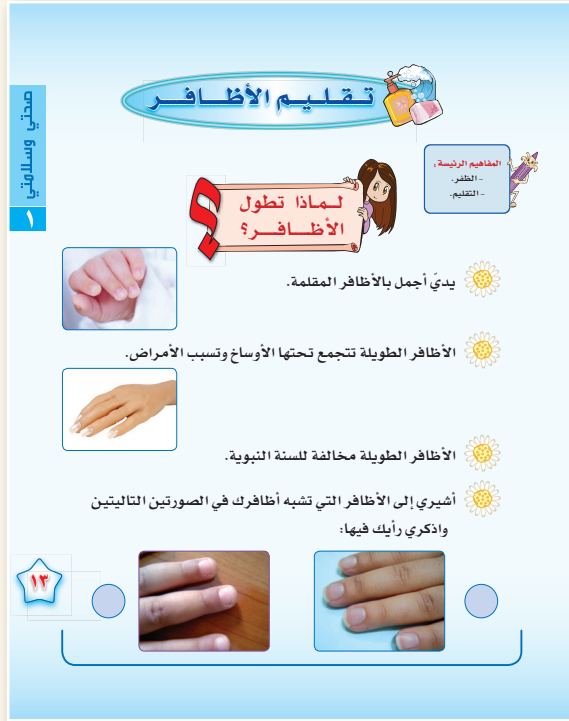 تقليم الأظافر
صحتي وسلامتي
١
المفاهيم الرئيسة:
- الظفر.
- التقليم.
لماذا تطول
الأظافر؟
يديّ أجمل بالأظافر المقلمة.
الأظافر الطويلة تتجمع تحتها الأوساخ وتسبب الأمراض.
الأظافر الطويلة مخالفة للسنة النبوية.
أشيري إلى الأظافر التي تشبه أظافرك في الصورتين التاليتين
واذكري رأيك فيها:
١٣